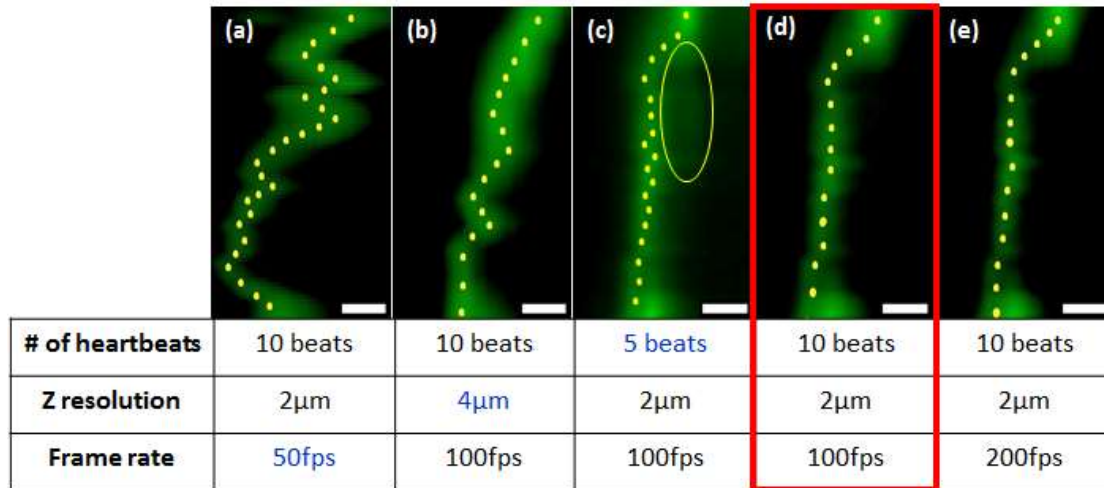 (a) (b) (c) (d) (e)
# of heartbeats 10 beats 10 beats 5 beats 10 beats 10 beats
Z resolution 2µm 4µm 2µm 2µm 2µm
Frame rate 50fps 100fps 100fps 100fps 200fps